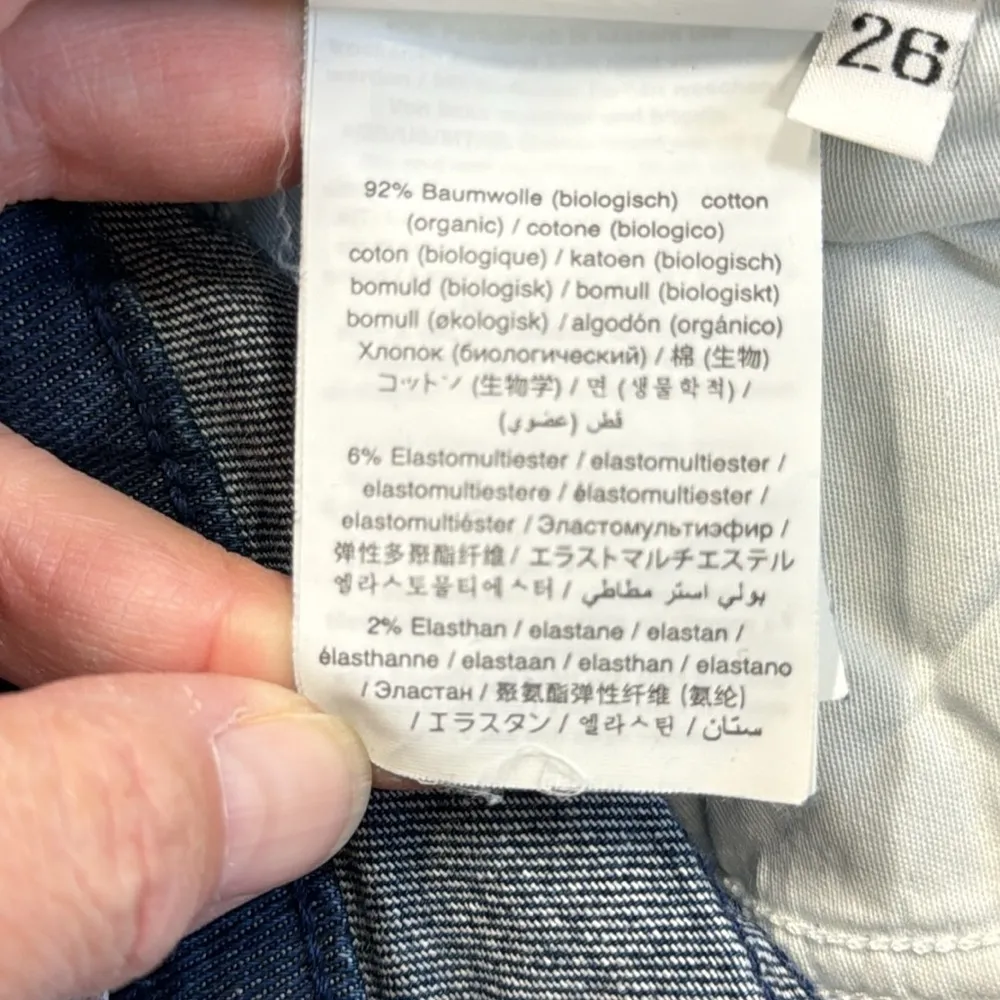 26
92% Baumwolle (biologisch) cotton
(organic) / cotone (biologico)
coton (biologique) / katoen (biologisch)
bomuld (biologisk) / bomull (biologiskt)
bomull (økologisk) / algodón (orgánico)
Хлопок (биологический) / 棉 (生物)
コットン (生物学) / 면 (생물학적) /
قطن (عضوي)
6% Elastomultiester / elastomultiester /
elastomultiestere / élastomultiester /
elastomultiéster / Эластомультиэфир /
弹性多聚酯纤维 / エラストマルチエステル
엘라스토물티에스터 / بولي استر مطاطي
2% Elasthan / elastane / elastan /
élasthanne / elastaan / elasthan / elastano
/ Эластан / 聚氨酯弹性纤维 (氨纶)
/ エラスタン / 엘라스틴 / ستان